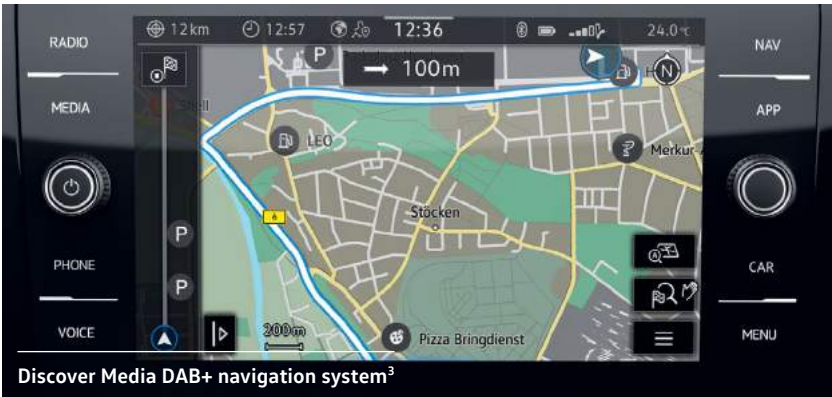 RADIO
MEDIA
PHONE
VOICE
12km
12:57
12:36
24.0°C
100m
P
N
LEO
Merkur-
Stöcken
6
P
P
200m
Pizza Bringdienst
NAV
APP
CAR
MENU
Discover Media DAB+ navigation system³